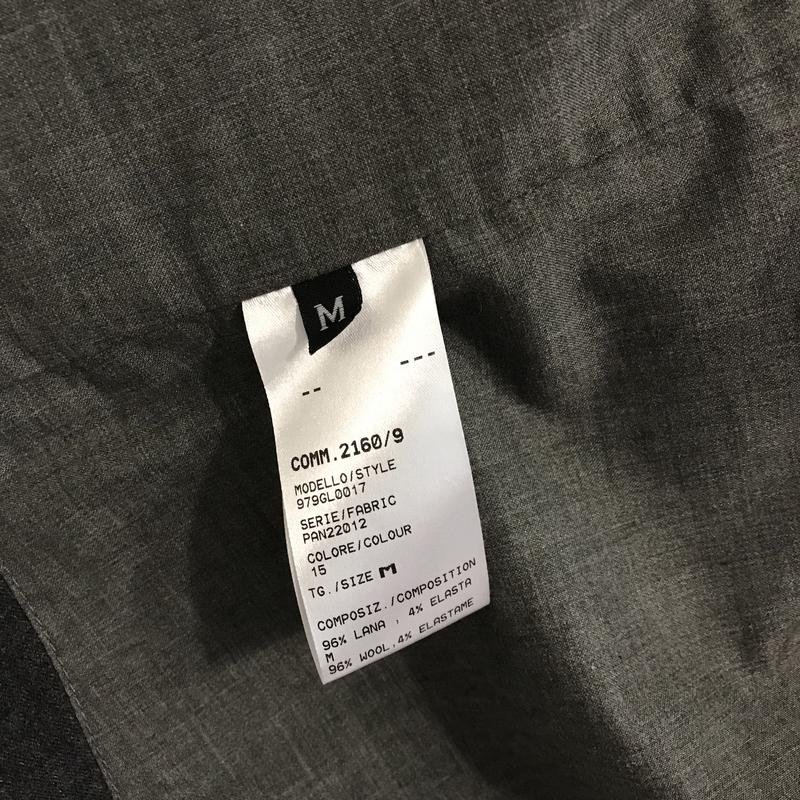 M
-- ---
COMM.2160/9
MODELLO/STYLE
979GL0017
SERIE/FABRIC
PAN22012
COLORE/COLOUR
15
TG./SIZE M
COMPOSIZ./COMPOSITION
96% LANA , 4% ELASTA
M
96% WOOL,4% ELASTAME